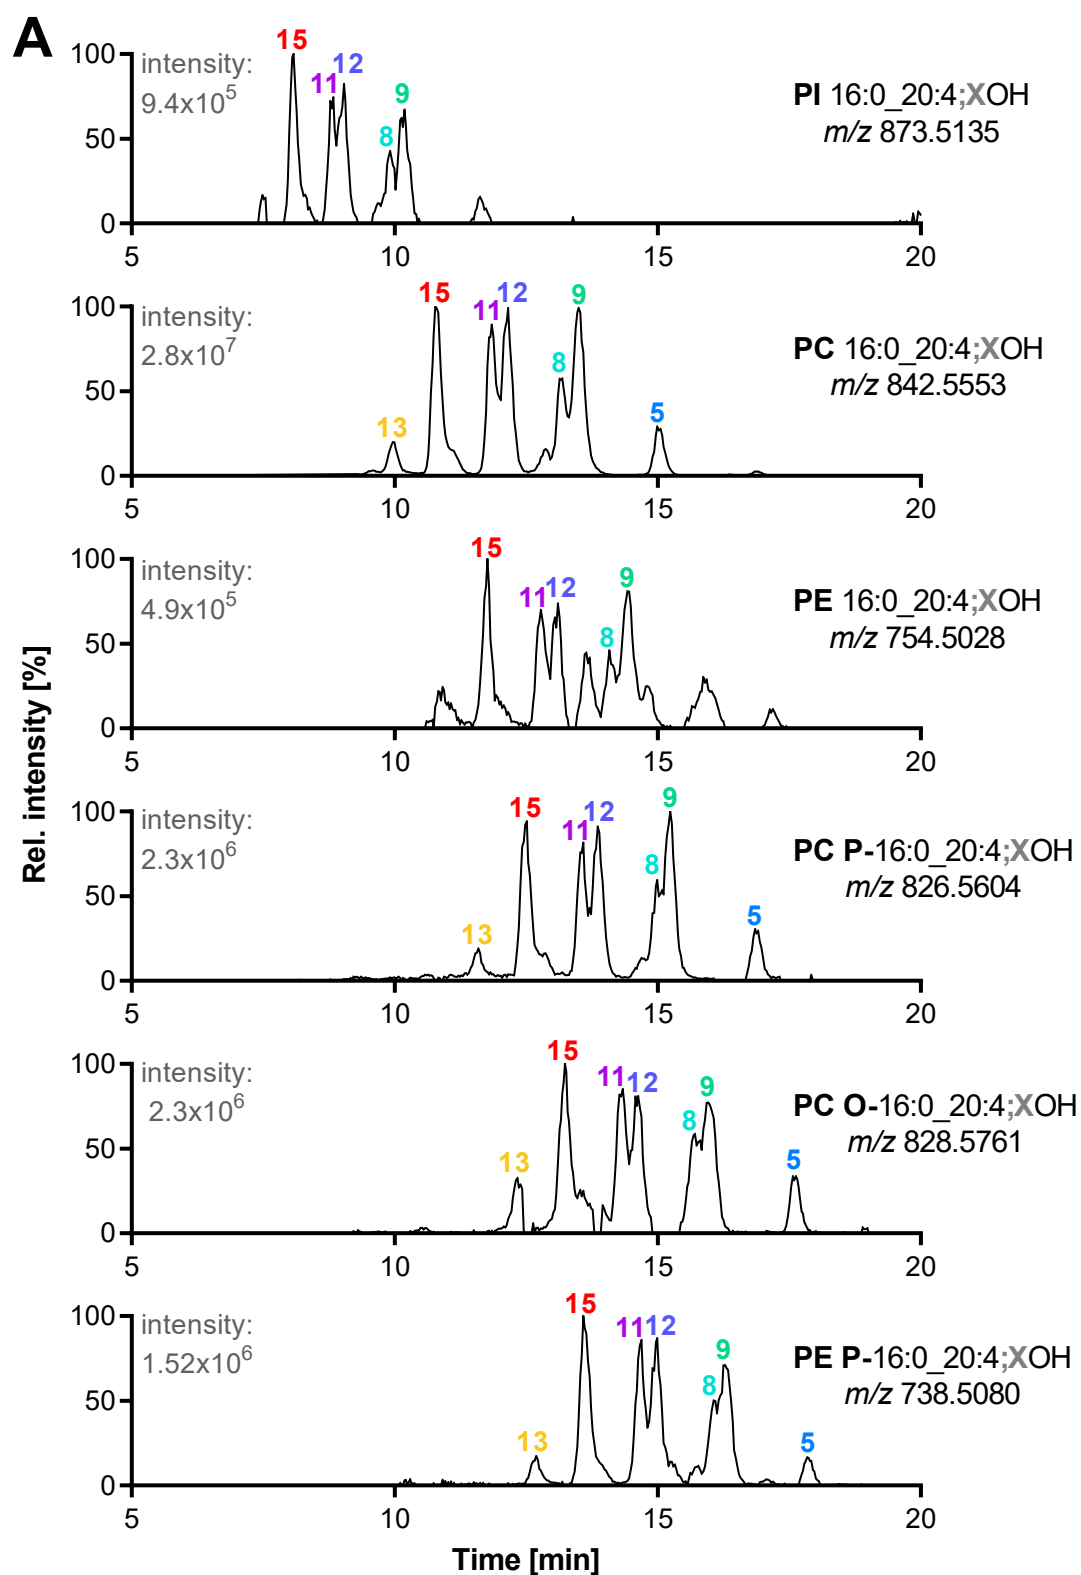 A
Rel. intensity [%]
100
50
0
intensity:
9.4x10^5
15
11
12
8
9
PI 16:0_20:4;XOH
m/z 873.5135
5
10
15
20
100
50
0
intensity:
2.8x10^7
13
15
11
12
8
9
5
PC 16:0_20:4;XOH
m/z 842.5553
5
10
15
20
100
50
0
intensity:
4.9x10^5
15
11
12
8
9
PE 16:0_20:4;XOH
m/z 754.5028
5
10
15
20
100
50
0
intensity:
2.3x10^6
13
15
11
12
8
9
5
PC P-16:0_20:4;XOH
m/z 826.5604
5
10
15
20
100
50
0
intensity:
2.3x10^6
13
15
11
12
8
9
5
PC O-16:0_20:4;XOH
m/z 828.5761
5
10
15
20
100
50
0
intensity:
1.52x10^6
13
15
11
12
8
9
5
PE P-16:0_20:4;XOH
m/z 738.5080
5
10
15
20
Time [min]